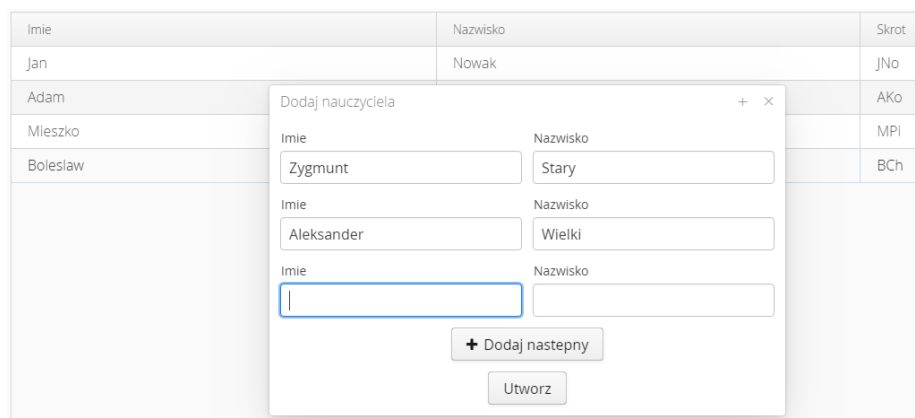 Imie Nazwisko Skrot
Jan Nowak JNo
Adam AKo
Mieszko MPi
Boleslaw BCh
Dodaj nauczyciela + ×
Imie Nazwisko
Zygmunt Stary
Imie Nazwisko
Aleksander Wielki
Imie Nazwisko
+ Dodaj nastepny
Utworz